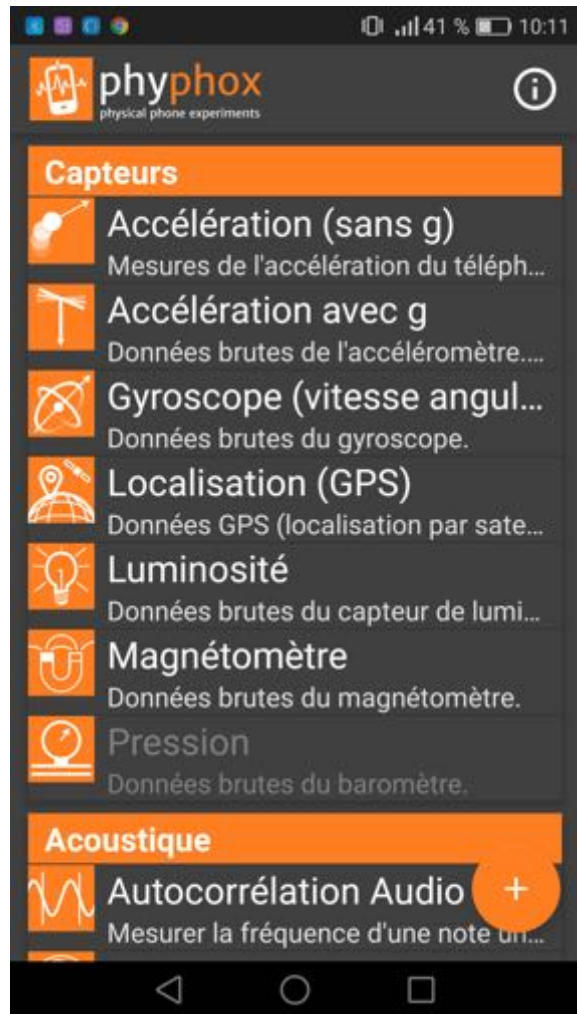 41 % 10:11
phyphox
physical phone experiments
Capteurs
Accélération (sans g)
Mesures de l'accélération du téléph...
Accélération avec g
Données brutes de l'accéléromètre....
Gyroscope (vitesse angul...
Données brutes du gyroscope.
Localisation (GPS)
Données GPS (localisation par sate...
Luminosité
Données brutes du capteur de lumi...
Magnétomètre
Données brutes du magnétomètre.
Pression
Données brutes du baromètre.
Acoustique
Autocorrélation Audio
Mesurer la fréquence d'une note un...